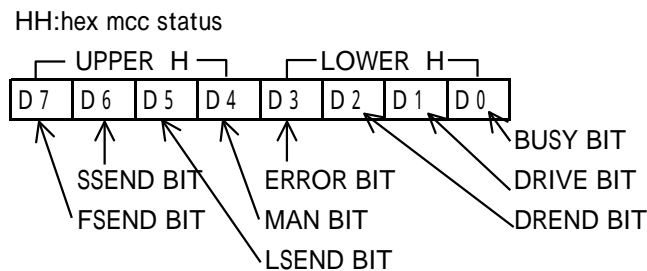 HH:hex mcc status
UPPER H LOWER H
D7 D6 D5 D4 D3 D2 D1 D0
BUSY BIT
SSEND BIT ERROR BIT DRIVE BIT
FSEND BIT MAN BIT DREND BIT
LSEND BIT